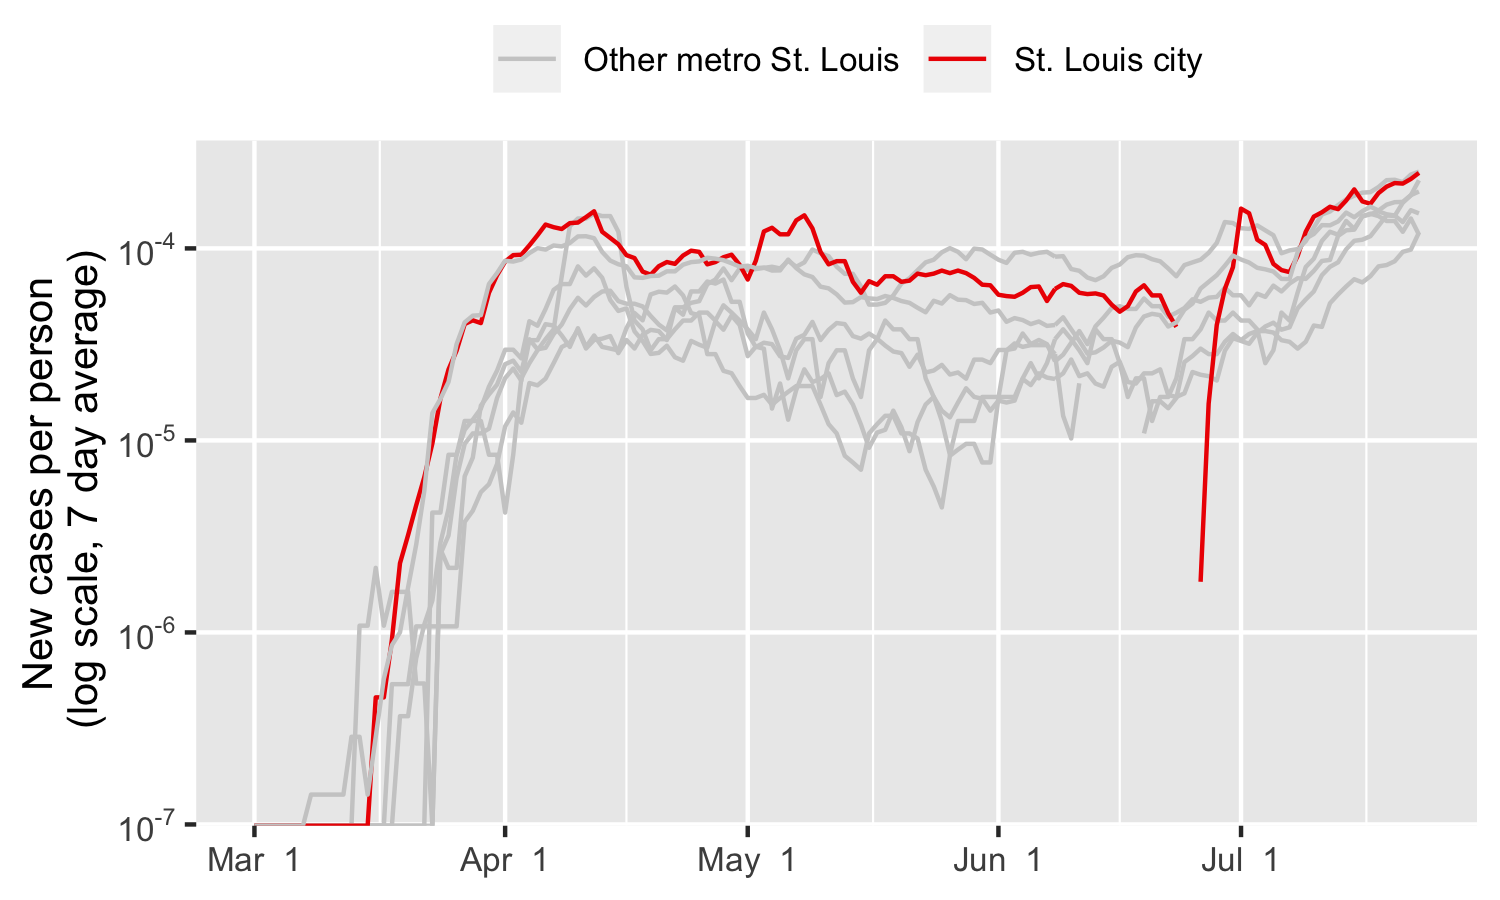 Other metro St. Louis
St. Louis city
New cases per person
(log scale, 7 day average)
10⁻⁴
10⁻⁵
10⁻⁶
10⁻⁷
Mar 1
Apr 1
May 1
Jun 1
Jul 1